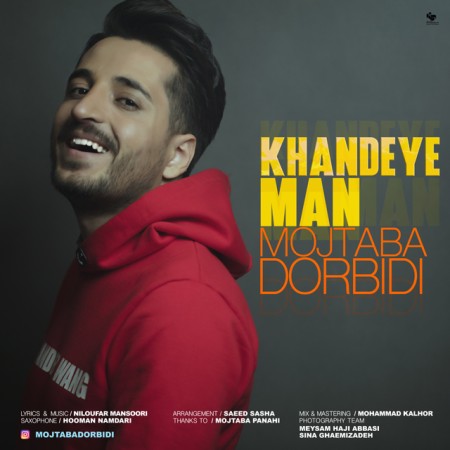 KHANDEYE
MAN
MOJTABA
DORBIDI
LYRICS & MUSIC / NILOUFAR MANSOORI
SAXOPHONE / HOOMAN NAMDARI
ARRANGEMENT / SAEED SASHA
THANKS TO / MOJTABA PANAHI
MIX & MASTERING / MOHAMMAD KALHOR
PHOTOGRAPHY TEAM
MEYSAM HAJI ABBASI
SINA GHAEMIZADEH
MOJTABADORBIDI